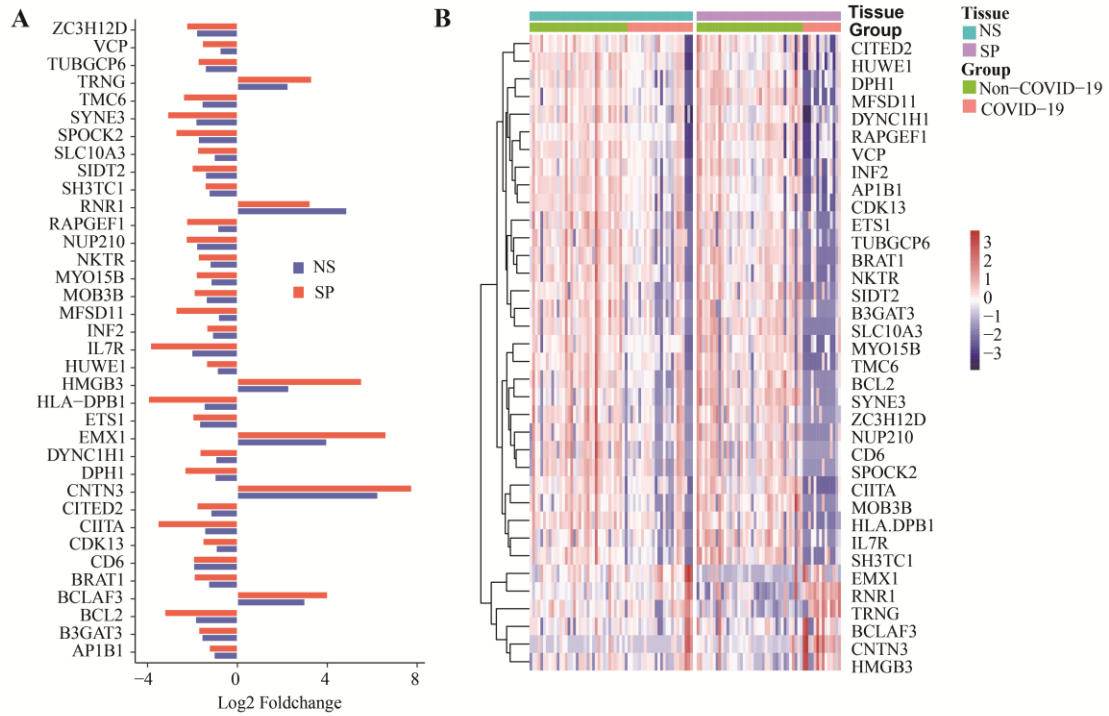 A
ZC3H12D
VCP
TUBGCP6
TRNG
TMC6
SYNE3
SPOCK2
SLC10A3
SIDT2
SH3TC1
RNR1
RAPGEF1
NUP210
NKTR
MYO15B
MOB3B
MFSD11
INF2
IL7R
HUWE1
HMGB3
HLA−DPB1
ETS1
EMX1
DYNC1H1
DPH1
CNTN3
CITED2
CIITA
CDK13
CD6
BRAT1
BCLAF3
BCL2
B3GAT3
AP1B1
−4 0 4 8
Log2 Foldchange
NS
SP
B
Tissue
Group
CITED2
HUWE1
DPH1
MFSD11
DYNC1H1
RAPGEF1
VCP
INF2
AP1B1
CDK13
ETS1
TUBGCP6
BRAT1
NKTR
SIDT2
B3GAT3
SLC10A3
MYO15B
TMC6
BCL2
SYNE3
ZC3H12D
NUP210
CD6
SPOCK2
CIITA
MOB3B
HLA.DPB1
IL7R
SH3TC1
EMX1
RNR1
TRNG
BCLAF3
CNTN3
HMGB3
Tissue
NS
SP
Group
Non−COVID−19
COVID−19
3
2
1
0
−1
−2
−3